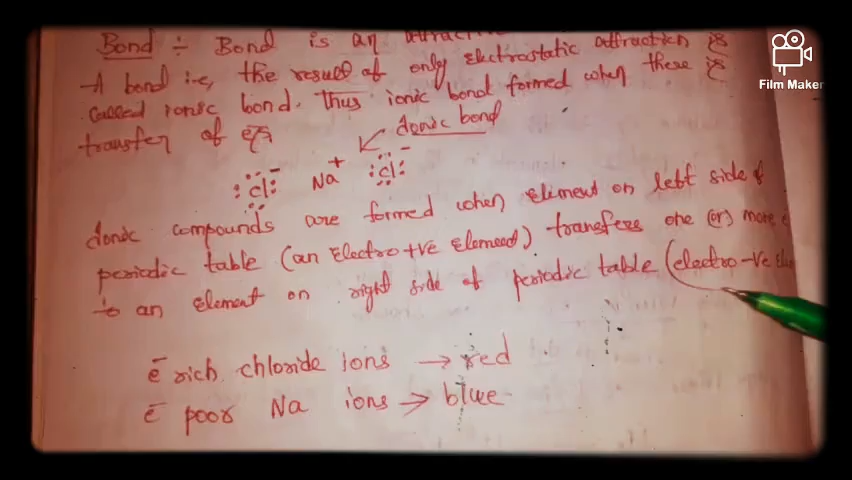 Bond ÷ Bond is an attractive
A bond i.e, the result of only electrostatic attraction is
called ionic bond. Thus ionic bond formed when there is
transfer of
Ionic bond
Cl⁻ Na⁺ Cl⁻
Ionic compounds are formed when element on left side of
periodic table (an Electro+ve Element) transfers one (or) more e
to an element on right side of periodic table (electro-ve
e⁻ rich chloride ions → red
e⁻ poor Na ions → blue
Film Maker